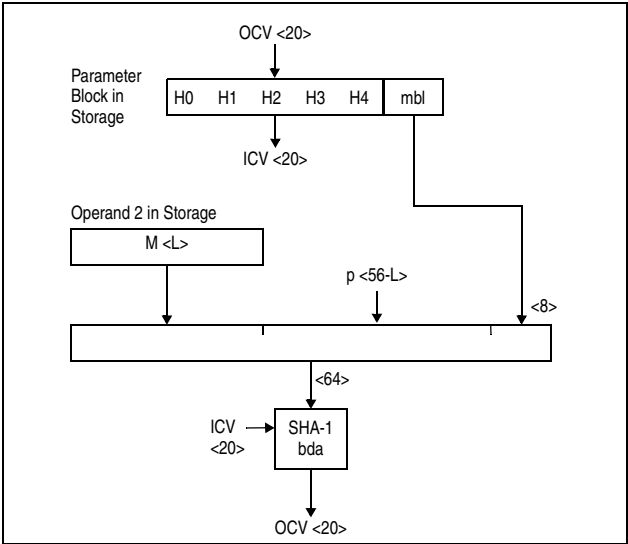 OCV <20>
Parameter
Block in
Storage
H0 H1 H2 H3 H4 mbl
ICV <20>
Operand 2 in Storage
M <L>
p <56-L>
<8>
<64>
ICV
<20>
SHA-1
bda
OCV <20>